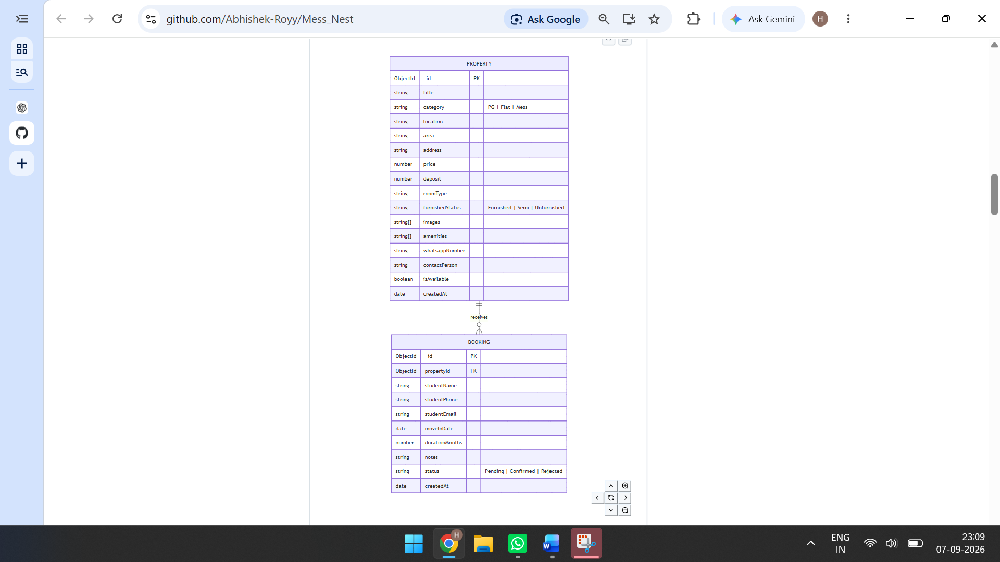 github.com/Abhishek-Royy/Mess_Nest
Ask Google
Ask Gemini
H
PROPERTY
ObjectId _id PK
string title
string category PG | Flat | Mess
string location
string area
string address
number price
number deposit
string roomType
string furnishedStatus Furnished | Semi | Unfurnished
string[] images
string[] amenities
string whatsappNumber
string contactPerson
boolean isAvailable
date createdAt
receives
BOOKING
ObjectId _id PK
ObjectId propertyId FK
string studentName
string studentPhone
string studentEmail
date moveInDate
number durationMonths
string notes
string status Pending | Confirmed | Rejected
date createdAt
H
W
ENG
IN
23:09
07-09-2026